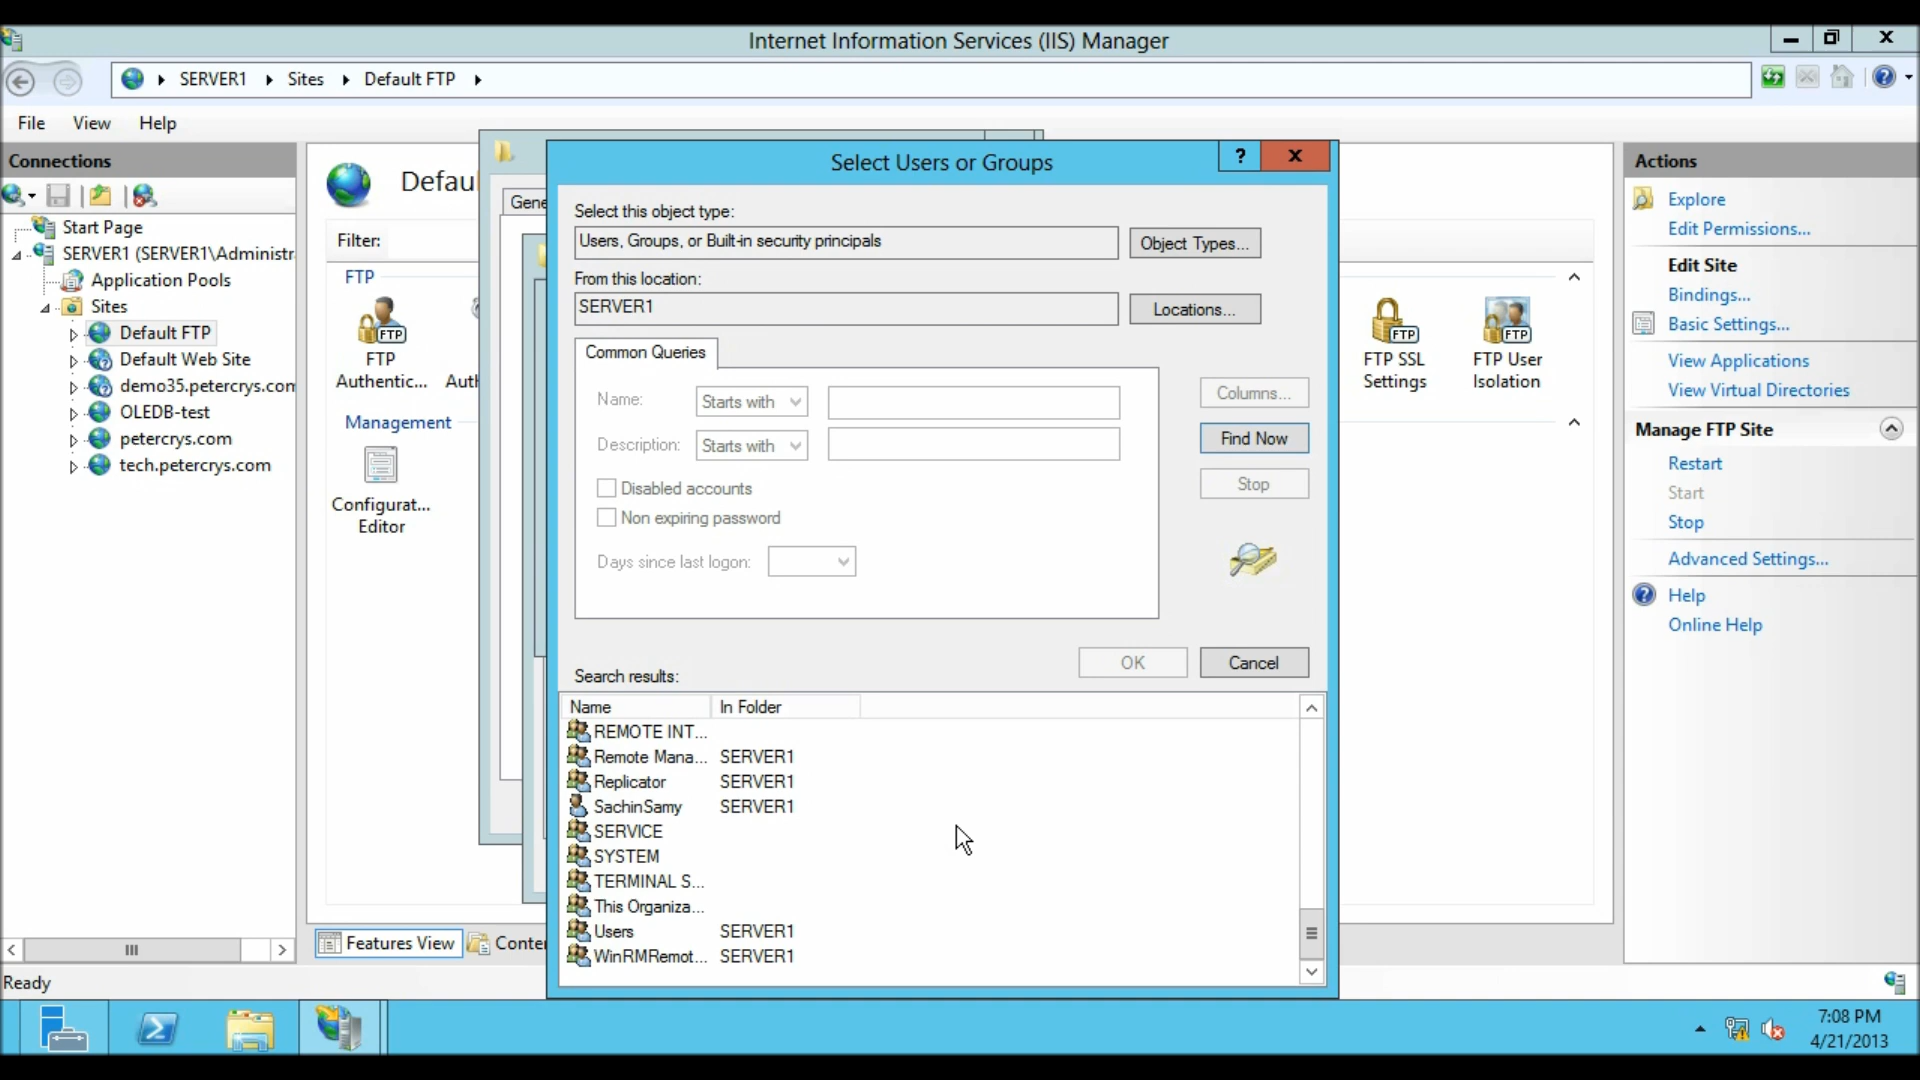 Internet Information Services (IIS) Manager
SERVER1 Sites Default FTP
File View Help
Connections
Start Page
SERVER1 (SERVER1\Administr
Application Pools
Sites
Default FTP
Default Web Site
demo35.petercrys.com
OLEDB-test
petercrys.com
tech.petercrys.com
Defau
Filter:
FTP
FTP
FTP
Authentic...
Auth
Management
Configurat...
Editor
Gene
Select Users or Groups
?
Select this object type:
Users, Groups, or Built-in security principals
Object Types...
From this location:
SERVER1
Locations...
Common Queries
Name: Starts with
Description: Starts with
Disabled accounts
Non expiring password
Days since last logon:
Columns...
Find Now
Stop
OK
Cancel
Search results:
Name In Folder
REMOTE INT...
Remote Mana... SERVER1
Replicator SERVER1
SachinSamy SERVER1
SERVICE
SYSTEM
TERMINAL S...
This Organiza...
Users SERVER1
WinRMRemot... SERVER1
FTP
FTP SSL
Settings
FTP
FTP User
Isolation
Actions
Explore
Edit Permissions...
Edit Site
Bindings...
Basic Settings...
View Applications
View Virtual Directories
Manage FTP Site
Restart
Start
Stop
Advanced Settings...
Help
Online Help
Features View
Conter
Ready
7:08 PM
4/21/2013